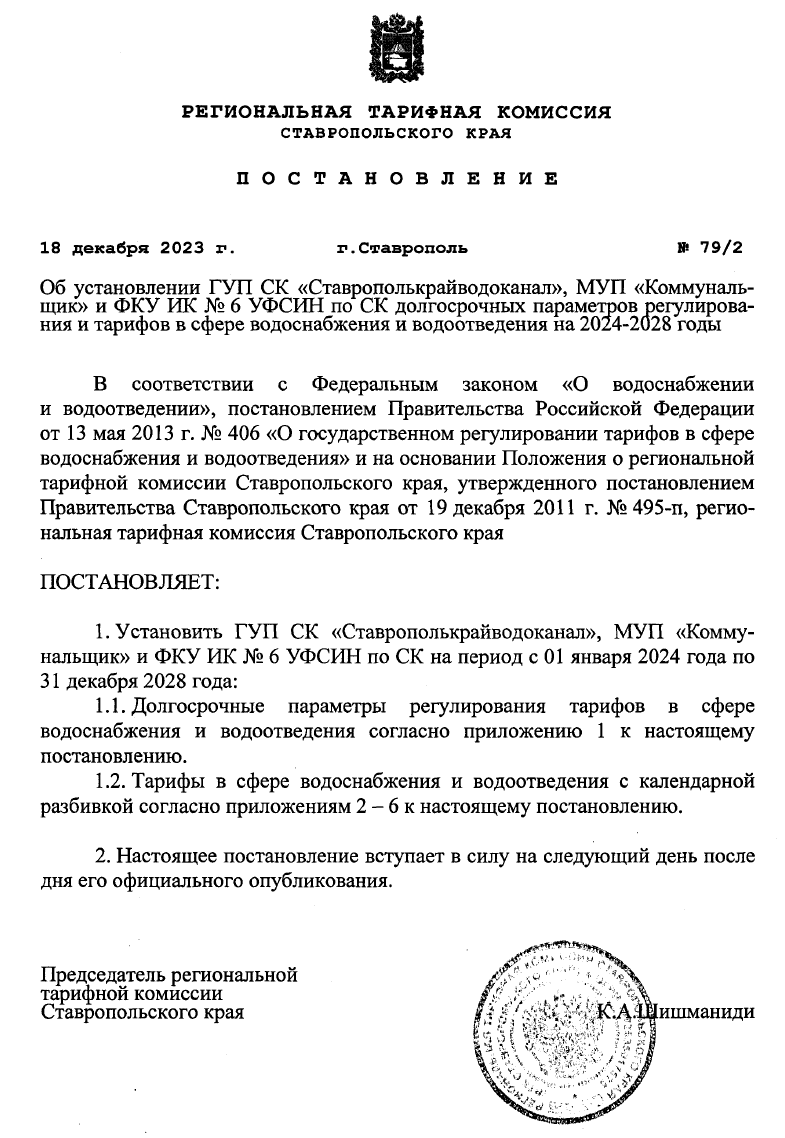 РЕГИОНАЛЬНАЯ ТАРИФНАЯ КОМИССИЯ
СТАВРОПОЛЬСКОГО КРАЯ
ПОСТАНОВЛЕНИЕ
18 декабря 2023 г. г.Ставрополь № 79/2
Об установлении ГУП СК «Ставрополькрайводоканал», МУП «Коммуналь-
щик» и ФКУ ИК № 6 УФСИН по СК долгосрочных параметров регулирова-
ния и тарифов в сфере водоснабжения и водоотведения на 2024-2028 годы
В соответствии с Федеральным законом «О водоснабжении
и водоотведении», постановлением Правительства Российской Федерации
от 13 мая 2013 г. № 406 «О государственном регулировании тарифов в сфере
водоснабжения и водоотведения» и на основании Положения о региональной
тарифной комиссии Ставропольского края, утвержденного постановлением
Правительства Ставропольского края от 19 декабря 2011 г. № 495-п, регио-
нальная тарифная комиссия Ставропольского края
ПОСТАНОВЛЯЕТ:
1. Установить ГУП СК «Ставрополькрайводоканал», МУП «Комму-
нальщик» и ФКУ ИК № 6 УФСИН по СК на период с 01 января 2024 года по
31 декабря 2028 года:
1.1. Долгосрочные параметры регулирования тарифов в сфере
водоснабжения и водоотведения согласно приложению 1 к настоящему
постановлению.
1.2. Тарифы в сфере водоснабжения и водоотведения с календарной
разбивкой согласно приложениям 2 – 6 к настоящему постановлению.
2. Настоящее постановление вступает в силу на следующий день после
дня его официального опубликования.
Председатель региональной
тарифной комиссии
Ставропольского края К.А.Шишманиди